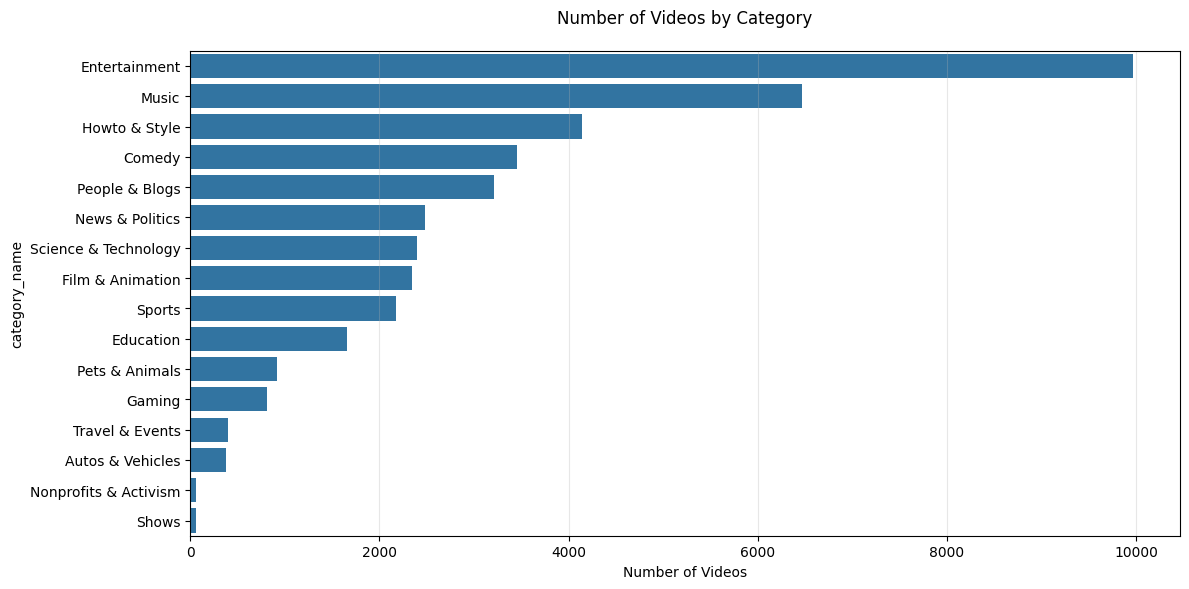 Number of Videos by Category
category_name
Entertainment
Music
Howto & Style
Comedy
People & Blogs
News & Politics
Science & Technology
Film & Animation
Sports
Education
Pets & Animals
Gaming
Travel & Events
Autos & Vehicles
Nonprofits & Activism
Shows
0 2000 4000 6000 8000 10000
Number of Videos